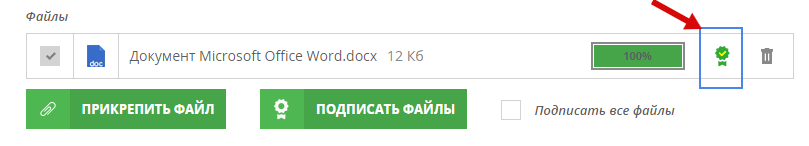 Файлы
doc Документ Microsoft Office Word.docx 12 Кб 100%
ПРИКРЕПИТЬ ФАЙЛ ПОДПИСАТЬ ФАЙЛЫ Подписать все файлы